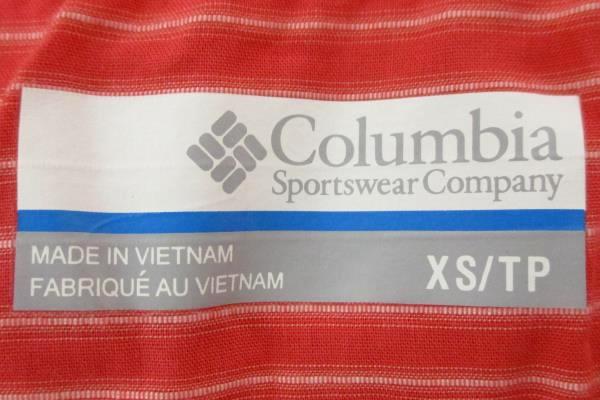 Columbia
Sportswear Company
MADE IN VIETNAM
FABRIQUÉ AU VIETNAM
XS/TP